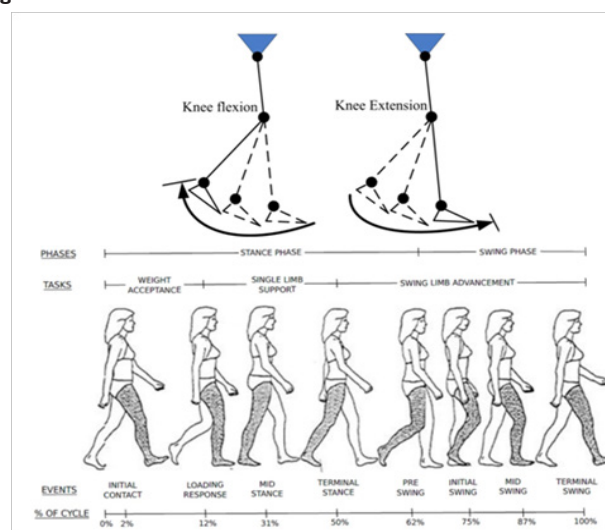 Knee flexion
Knee Extension
PHASES
STANCE PHASE
SWING PHASE
TASKS
WEIGHT
ACCEPTANCE
SINGLE LIMB
SUPPORT
SWING LIMB ADVANCEMENT
EVENTS
INITIAL
CONTACT
LOADING
RESPONSE
MID
STANCE
TERMINAL
STANCE
PRE
SWING
INITIAL
SWING
MID
SWING
TERMINAL
SWING
% OF CYCLE
0% 2% 12% 31% 50% 62% 75% 87% 100%